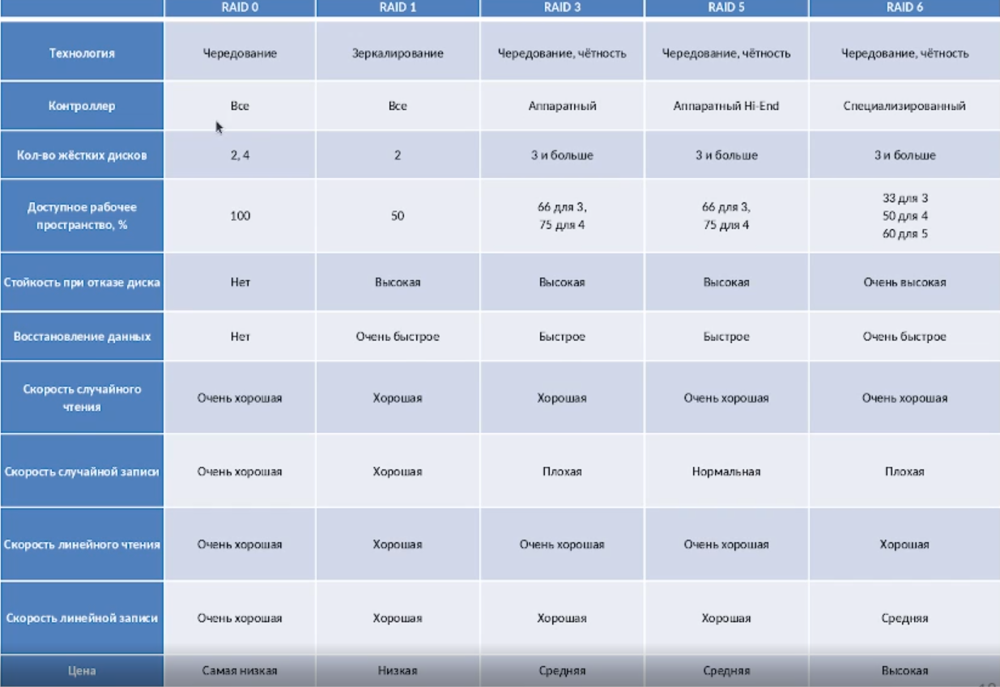 RAID 0 RAID 1 RAID 3 RAID 5 RAID 6
Технология Чередование Зеркалирование Чередование, чётность Чередование, чётность Чередование, чётность
Контроллер Все Все Аппаратный Аппаратный Hi-End Специализированный
Кол-во жёстких дисков 2, 4 2 3 и больше 3 и больше 3 и больше
Доступное рабочее
пространство, % 100 50 66 для 3,
75 для 4 66 для 3,
75 для 4 33 для 3
50 для 4
60 для 5
Стойкость при отказе диска Нет Высокая Высокая Высокая Очень высокая
Восстановление данных Нет Очень быстрое Быстрое Быстрое Очень быстрое
Скорость случайного
чтения Очень хорошая Хорошая Хорошая Очень хорошая Очень хорошая
Скорость случайной записи Очень хорошая Хорошая Плохая Нормальная Плохая
Скорость линейного чтения Очень хорошая Хорошая Очень хорошая Очень хорошая Хорошая
Скорость линейной записи Очень хорошая Хорошая Хорошая Хорошая Средняя
Цена Самая низкая Низкая Средняя Средняя Высокая